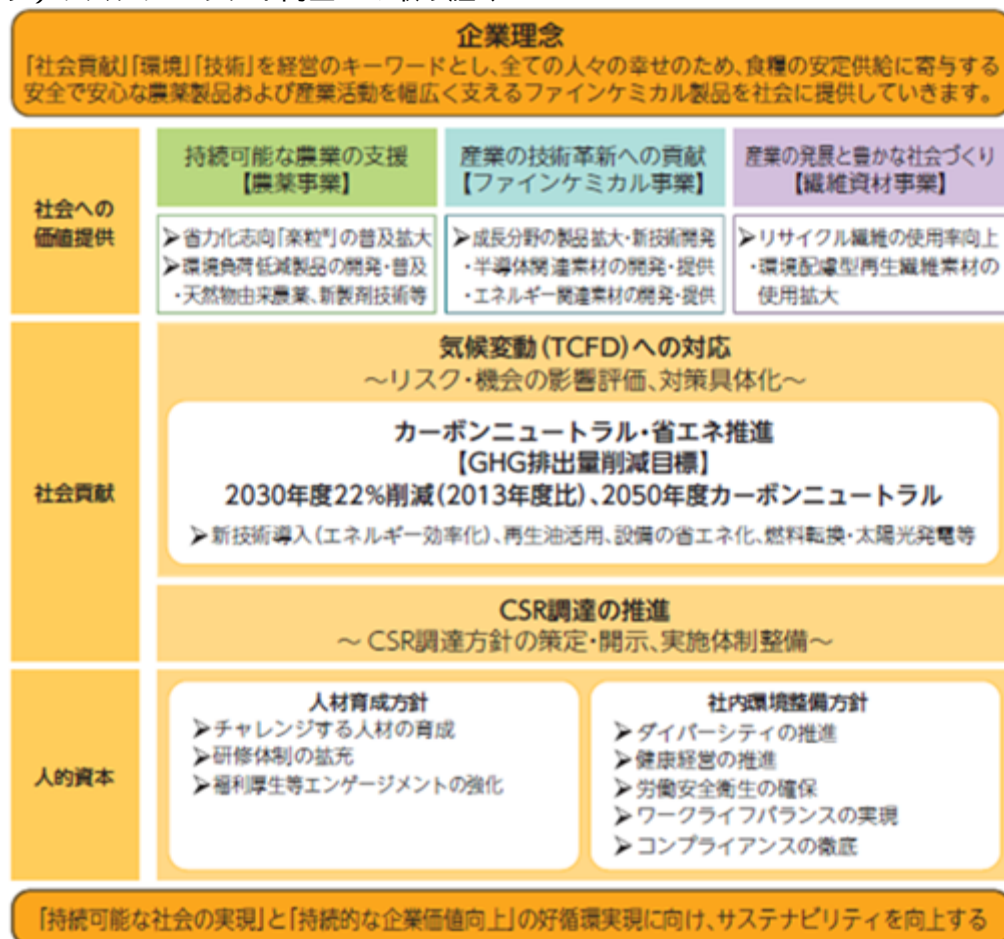 企業理念
「社会貢献」「環境」「技術」を経営のキーワードとし、全ての人々の幸せのため、食糧の安定供給に寄与する
安全で安心な農薬製品および産業活動を幅広く支えるファインケミカル製品を社会に提供していきます。
社会への
価値提供
持続可能な農業の支援
【農薬事業】
➤省力化志向「楽粒®」の普及拡大
➤環境負荷低減製品の開発・普及
・天然物由来農薬、新製剤技術等
産業の技術革新への貢献
【ファインケミカル事業】
➤成長分野の製品拡大・新技術開発
・半導体関連素材の開発・提供
・エネルギー関連素材の開発・提供
産業の発展と豊かな社会づくり
【繊維資材事業】
➤リサイクル繊維の使用率向上
・環境配慮型再生繊維素材の
使用拡大
社会貢献
気候変動(TCFD)への対応
～リスク・機会の影響評価、対策具体化～
カーボンニュートラル・省エネ推進
【GHG排出量削減目標】
2030年度22%削減(2013年度比)、2050年度カーボンニュートラル
➤新技術導入(エネルギー効率化)、再生油活用、設備の省エネ化、燃料転換・太陽光発電等
CSR調達の推進
～ CSR調達方針の策定・開示、実施体制整備～
人的資本
人材育成方針
➤チャレンジする人材の育成
➤研修体制の拡充
➤福利厚生等エンゲージメントの強化
社内環境整備方針
➤ダイバーシティの推進
➤健康経営の推進
➤労働安全衛生の確保
➤ワークライフバランスの実現
➤コンプライアンスの徹底
「持続可能な社会の実現」と「持続的な企業価値向上」の好循環実現に向け、サステナビリティを向上する